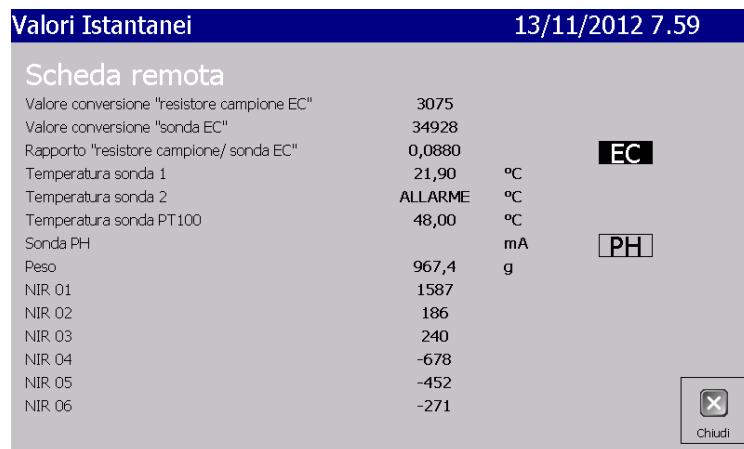 Valori Istantanei 13/11/2012 7.59
Scheda remota
Valore conversione "resistore campione EC" 3075
Valore conversione "sonda EC" 34928
Rapporto "resistore campione/ sonda EC" 0,0880 EC
Temperatura sonda 1 21,90 ºC
Temperatura sonda 2 ALLARME ºC
Temperatura sonda PT100 48,00 ºC
Sonda PH mA PH
Peso 967,4 g
NIR 01 1587
NIR 02 186
NIR 03 240
NIR 04 -678
NIR 05 -452
NIR 06 -271
Chiudi